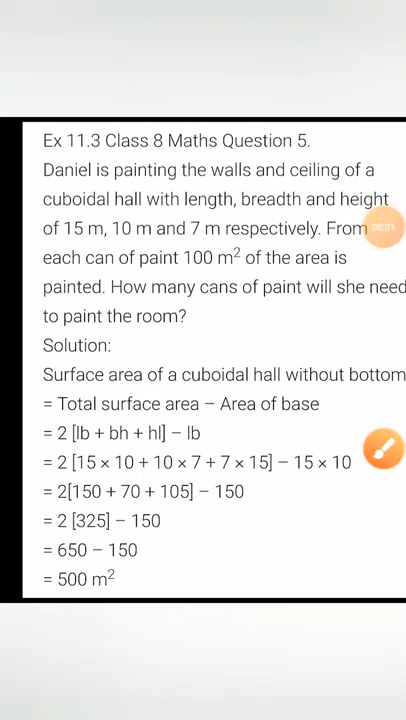 Ex 11.3 Class 8 Maths Question 5.
Daniel is painting the walls and ceiling of a
cuboidal hall with length, breadth and height
of 15 m, 10 m and 7 m respectively. From
00:01
each can of paint 100 m² of the area is
painted. How many cans of paint will she need
to paint the room?
Solution:
Surface area of a cuboidal hall without bottom
= Total surface area – Area of base
= 2 [lb + bh + hl] – lb
= 2 [15 × 10 + 10 × 7 + 7 × 15] – 15 × 10
= 2[150 + 70 + 105] – 150
= 2 [325] – 150
= 650 – 150
= 500 m²